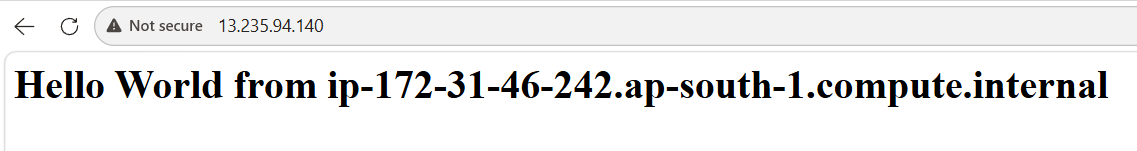 Not secure 13.235.94.140
Hello World from ip-172-31-46-242.ap-south-1.compute.internal